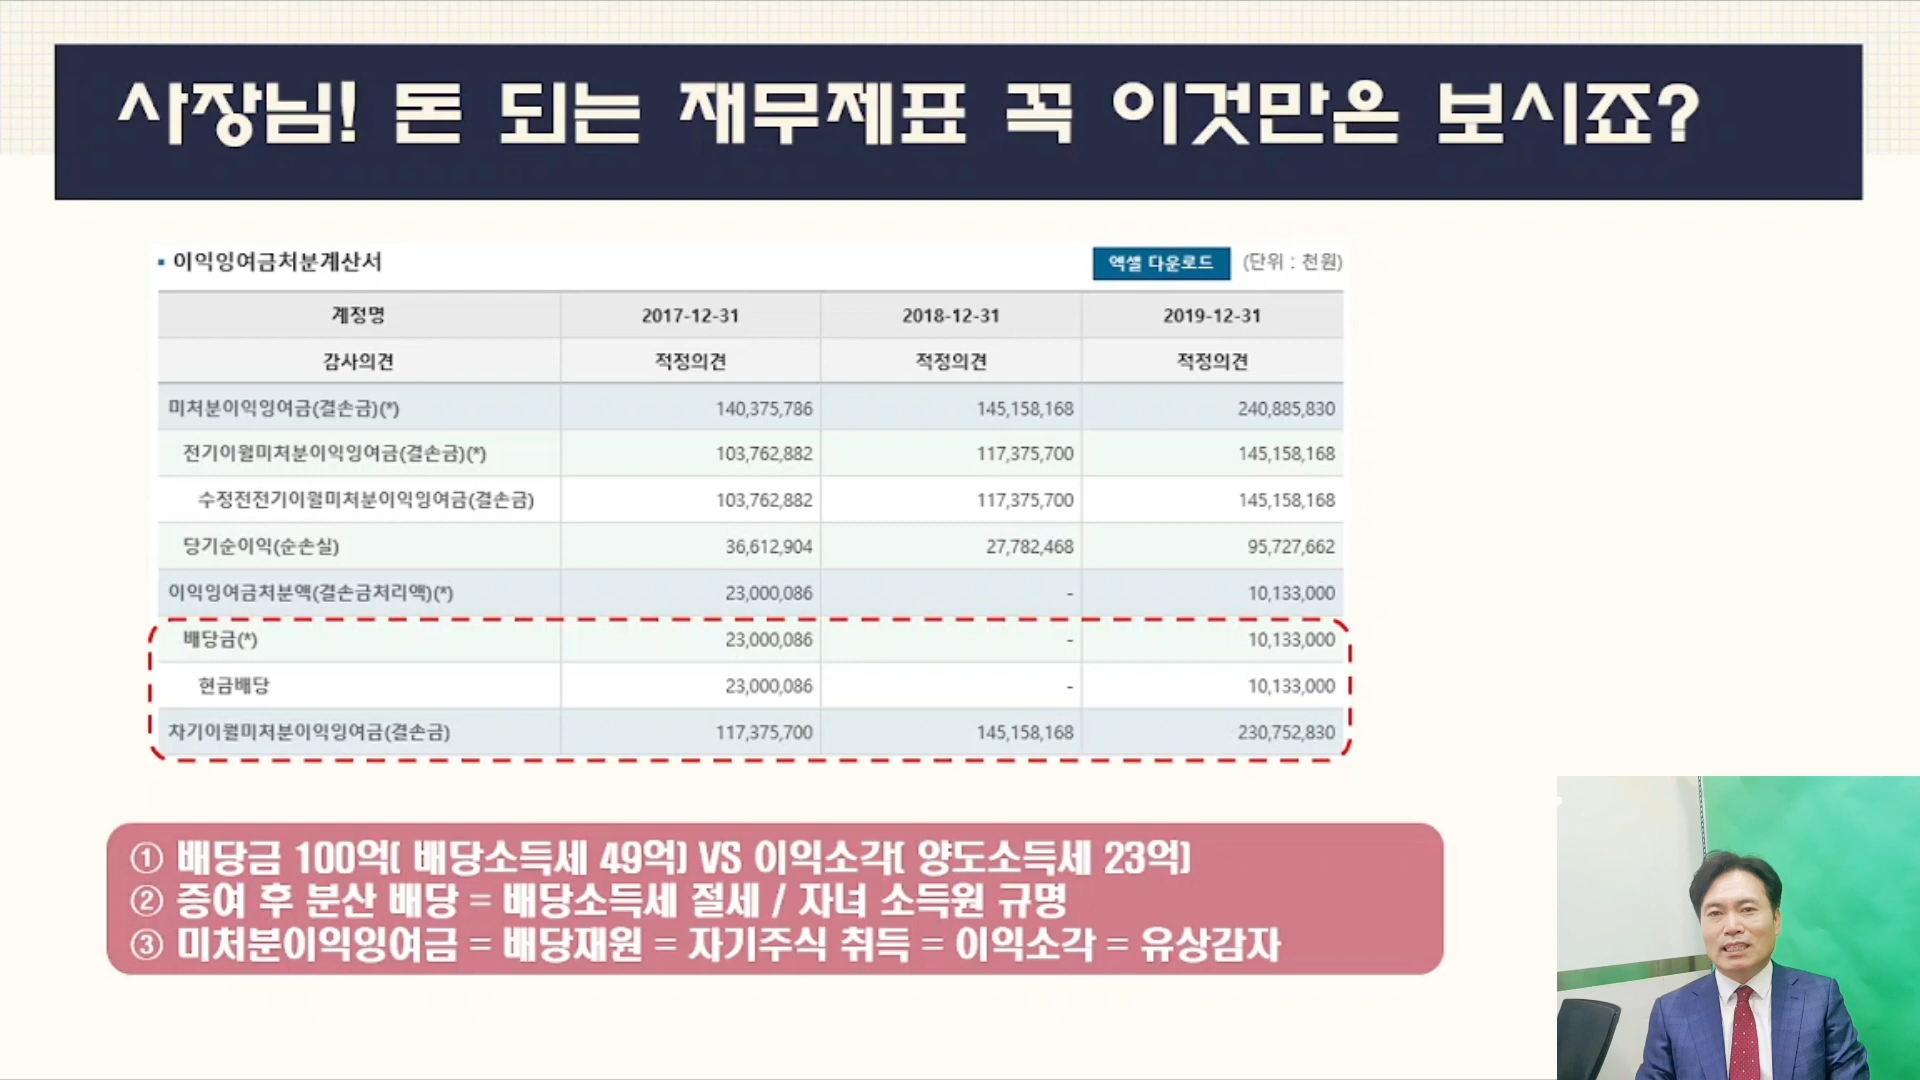 사장님! 돈 되는 재무제표 꼭 이것만은 보시죠?
▪ 이익잉여금처분계산서 엑셀 다운로드 (단위 : 천원)
계정명 2017-12-31 2018-12-31 2019-12-31
감사의견 적정의견 적정의견 적정의견
미처분이익잉여금(결손금)(*) 140,375,786 145,158,168 240,885,830
전기이월미처분이익잉여금(결손금)(*) 103,762,882 117,375,700 145,158,168
수정전전기이월미처분이익잉여금(결손금) 103,762,882 117,375,700 145,158,168
당기순이익(순손실) 36,612,904 27,782,468 95,727,662
이익잉여금처분액(결손금처리액)(*) 23,000,086 - 10,133,000
배당금(*) 23,000,086 - 10,133,000
현금배당 23,000,086 - 10,133,000
차기이월미처분이익잉여금(결손금) 117,375,700 145,158,168 230,752,830
① 배당금 100억( 배당소득세 49억) VS 이익소각( 양도소득세 23억)
② 증여 후 분산 배당 = 배당소득세 절세 / 자녀 소득원 규명
③ 미처분이익잉여금 = 배당재원 = 자기주식 취득 = 이익소각 = 유상감자